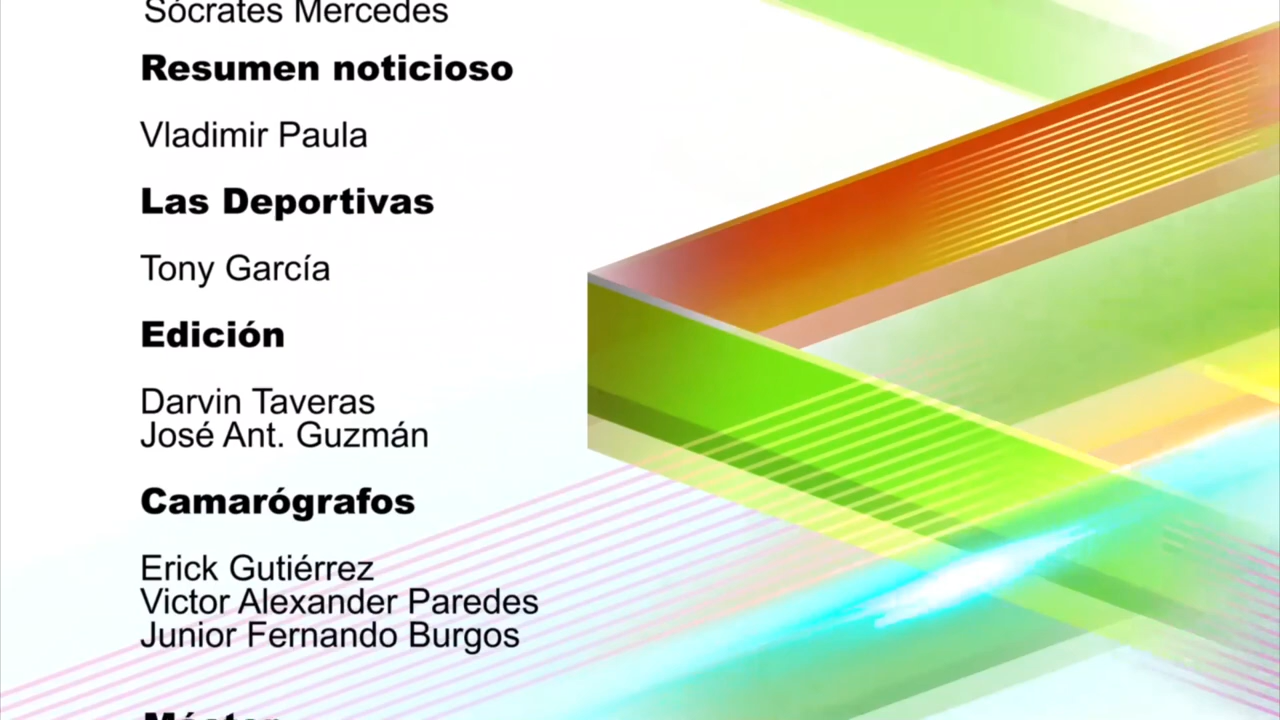 Sócrates Mercedes
Resumen noticioso
Vladimir Paula
Las Deportivas
Tony García
Edición
Darvin Taveras
José Ant. Guzmán
Camarógrafos
Erick Gutiérrez
Victor Alexander Paredes
Junior Fernando Burgos
Máster